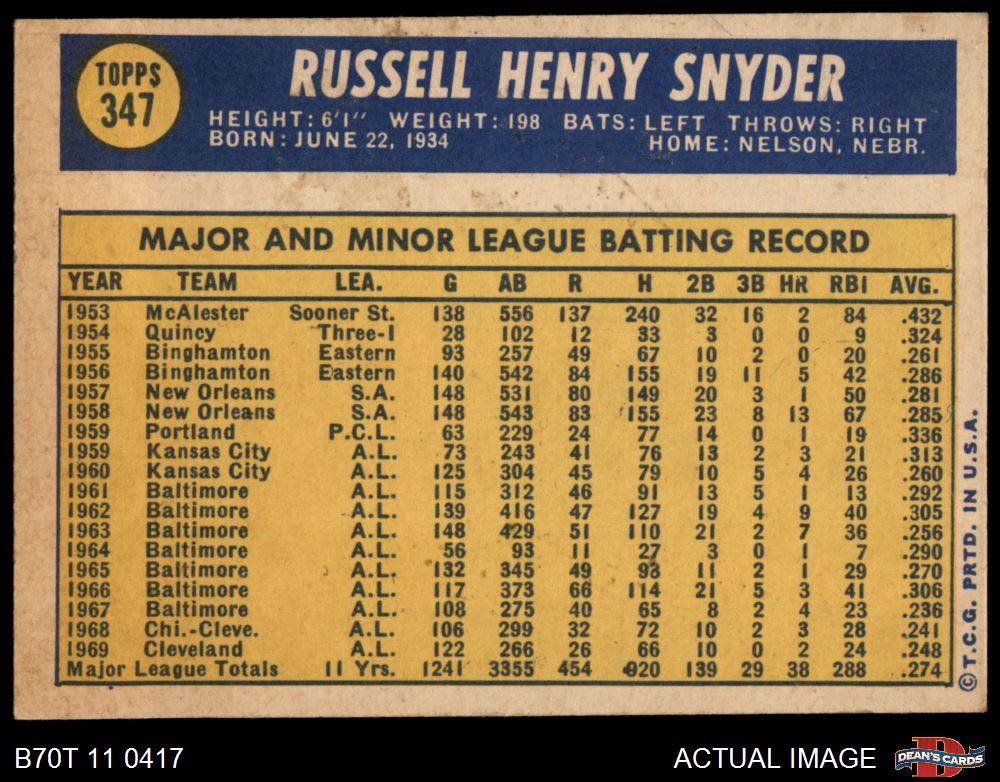 TOPPS
347
RUSSELL HENRY SNYDER
HEIGHT: 6'1" WEIGHT: 198 BATS: LEFT THROWS: RIGHT
BORN: JUNE 22, 1934 HOME: NELSON, NEBR.
MAJOR AND MINOR LEAGUE BATTING RECORD
YEAR TEAM LEA. G AB R H 2B 3B HR RBI AVG.
1953 McAlester Sooner St. 138 556 137 240 32 16 2 84 .432
1954 Quincy Three-I 28 102 12 33 3 0 0 9 .324
1955 Binghamton Eastern 93 257 49 67 10 2 0 20 .261
1956 Binghamton Eastern 140 542 84 155 19 11 5 42 .286
1957 New Orleans S.A. 148 531 80 149 20 3 1 50 .281
1958 New Orleans S.A. 148 543 83 155 23 8 13 67 .285
1959 Portland P.C.L. 63 229 24 77 14 0 1 19 .336
1959 Kansas City A.L. 73 243 41 76 13 2 3 21 .313
1960 Kansas City A.L. 125 304 45 79 10 5 4 26 .260
1961 Baltimore A.L. 115 312 46 91 13 5 1 13 .292
1962 Baltimore A.L. 139 416 47 127 19 4 9 40 .305
1963 Baltimore A.L. 148 429 51 110 21 2 7 36 .256
1964 Baltimore A.L. 56 93 11 27 3 0 1 7 .290
1965 Baltimore A.L. 132 345 49 93 11 2 1 29 .270
1966 Baltimore A.L. 117 373 66 114 21 5 3 41 .306
1967 Baltimore A.L. 108 275 40 65 8 2 4 23 .236
1968 Chi.-Cleve. A.L. 106 299 32 72 10 2 3 28 .241
1969 Cleveland A.L. 122 266 26 66 10 0 2 24 .248
Major League Totals 11 Yrs. 1241 3355 454 920 139 29 38 288 .274
© T.C.G. PRTD. IN U.S.A.
B70T 11 0417 ACTUAL IMAGE
D
DEAN'S CARDS